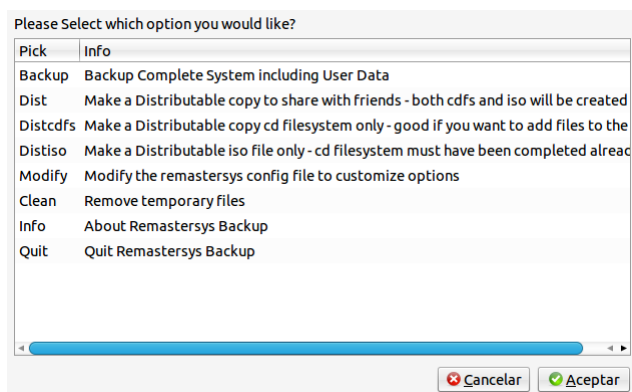 Please Select which option you would like?
Pick Info
Backup Backup Complete System including User Data
Dist Make a Distributable copy to share with friends - both cdfs and iso will be created
Distcdfs Make a Distributable copy cd filesystem only - good if you want to add files to the
Distiso Make a Distributable iso file only - cd filesystem must have been completed alreac
Modify Modify the remastersys config file to customize options
Clean Remove temporary files
Info About Remastersys Backup
Quit Quit Remastersys Backup
Cancelar Aceptar